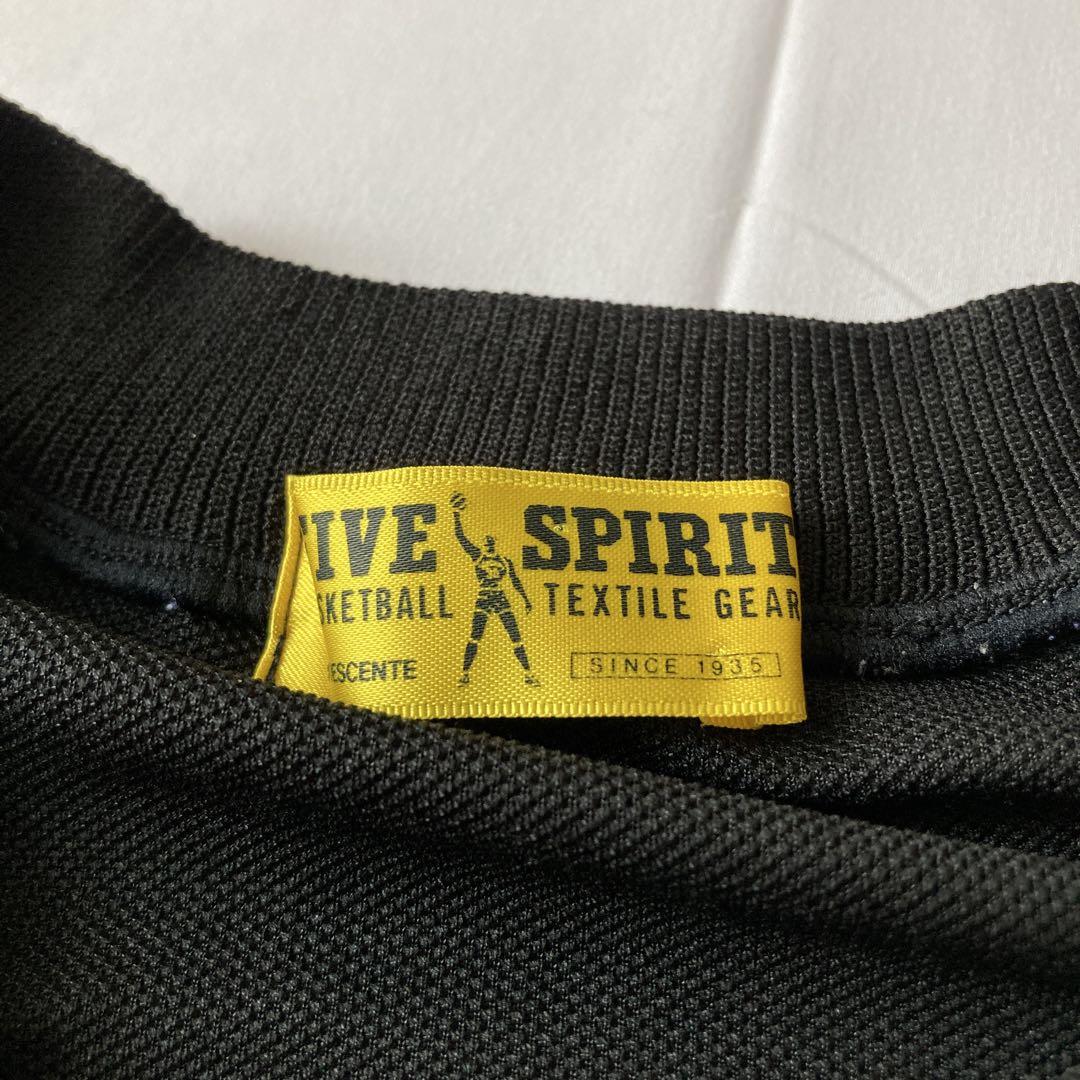 IVE SPIRIT
SKETBALL TEXTILE GEAR
ESCENTE SINCE 1935